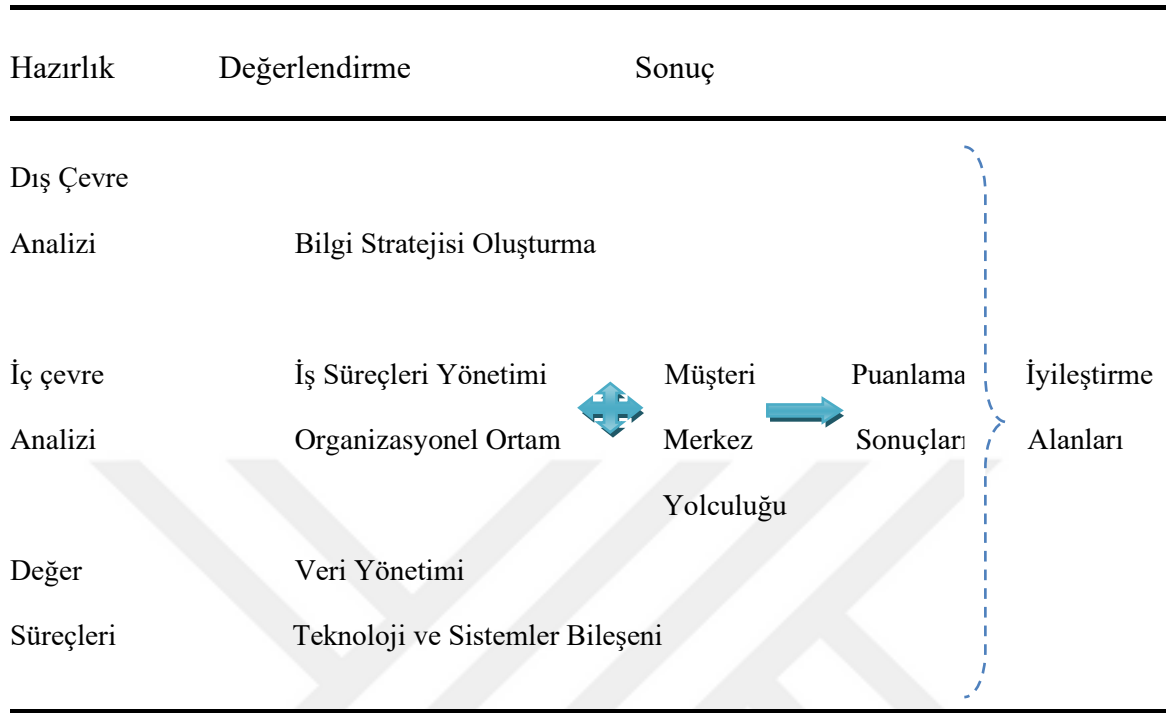 Hazırlık Değerlendirme Sonuç
Dış Çevre
Analizi Bilgi Stratejisi Oluşturma
İç çevre İş Süreçleri Yönetimi Müşteri Puanlama İyileştirme
Analizi Organizasyonel Ortam Merkez Sonuçları Alanları
Yolculuğu
Değer Veri Yönetimi
Süreçleri Teknoloji ve Sistemler Bileşeni